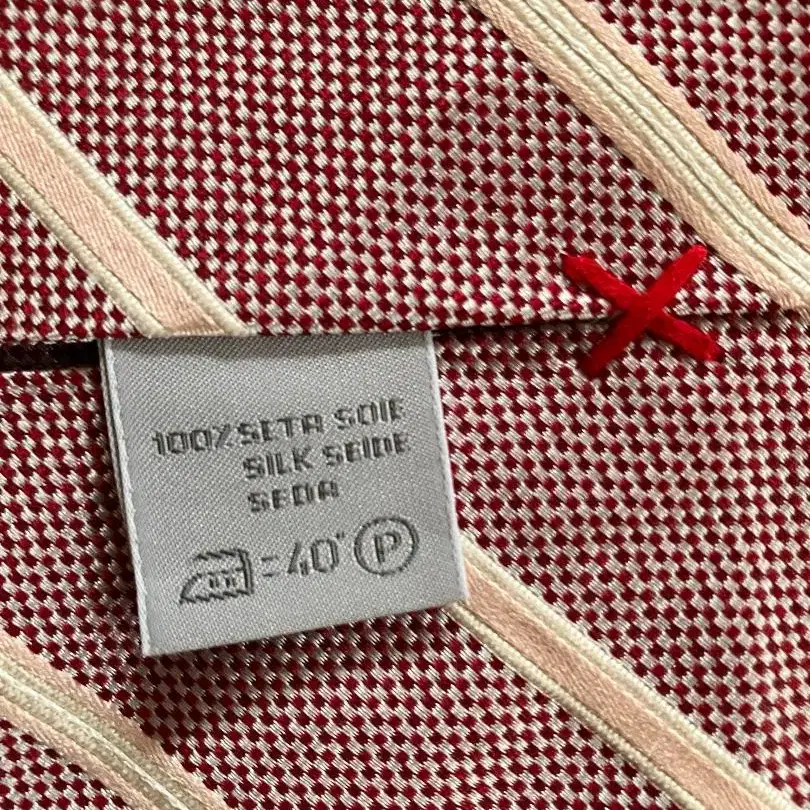 100% SETA SOIE
SILK SEIDE
SEDA
=40° P